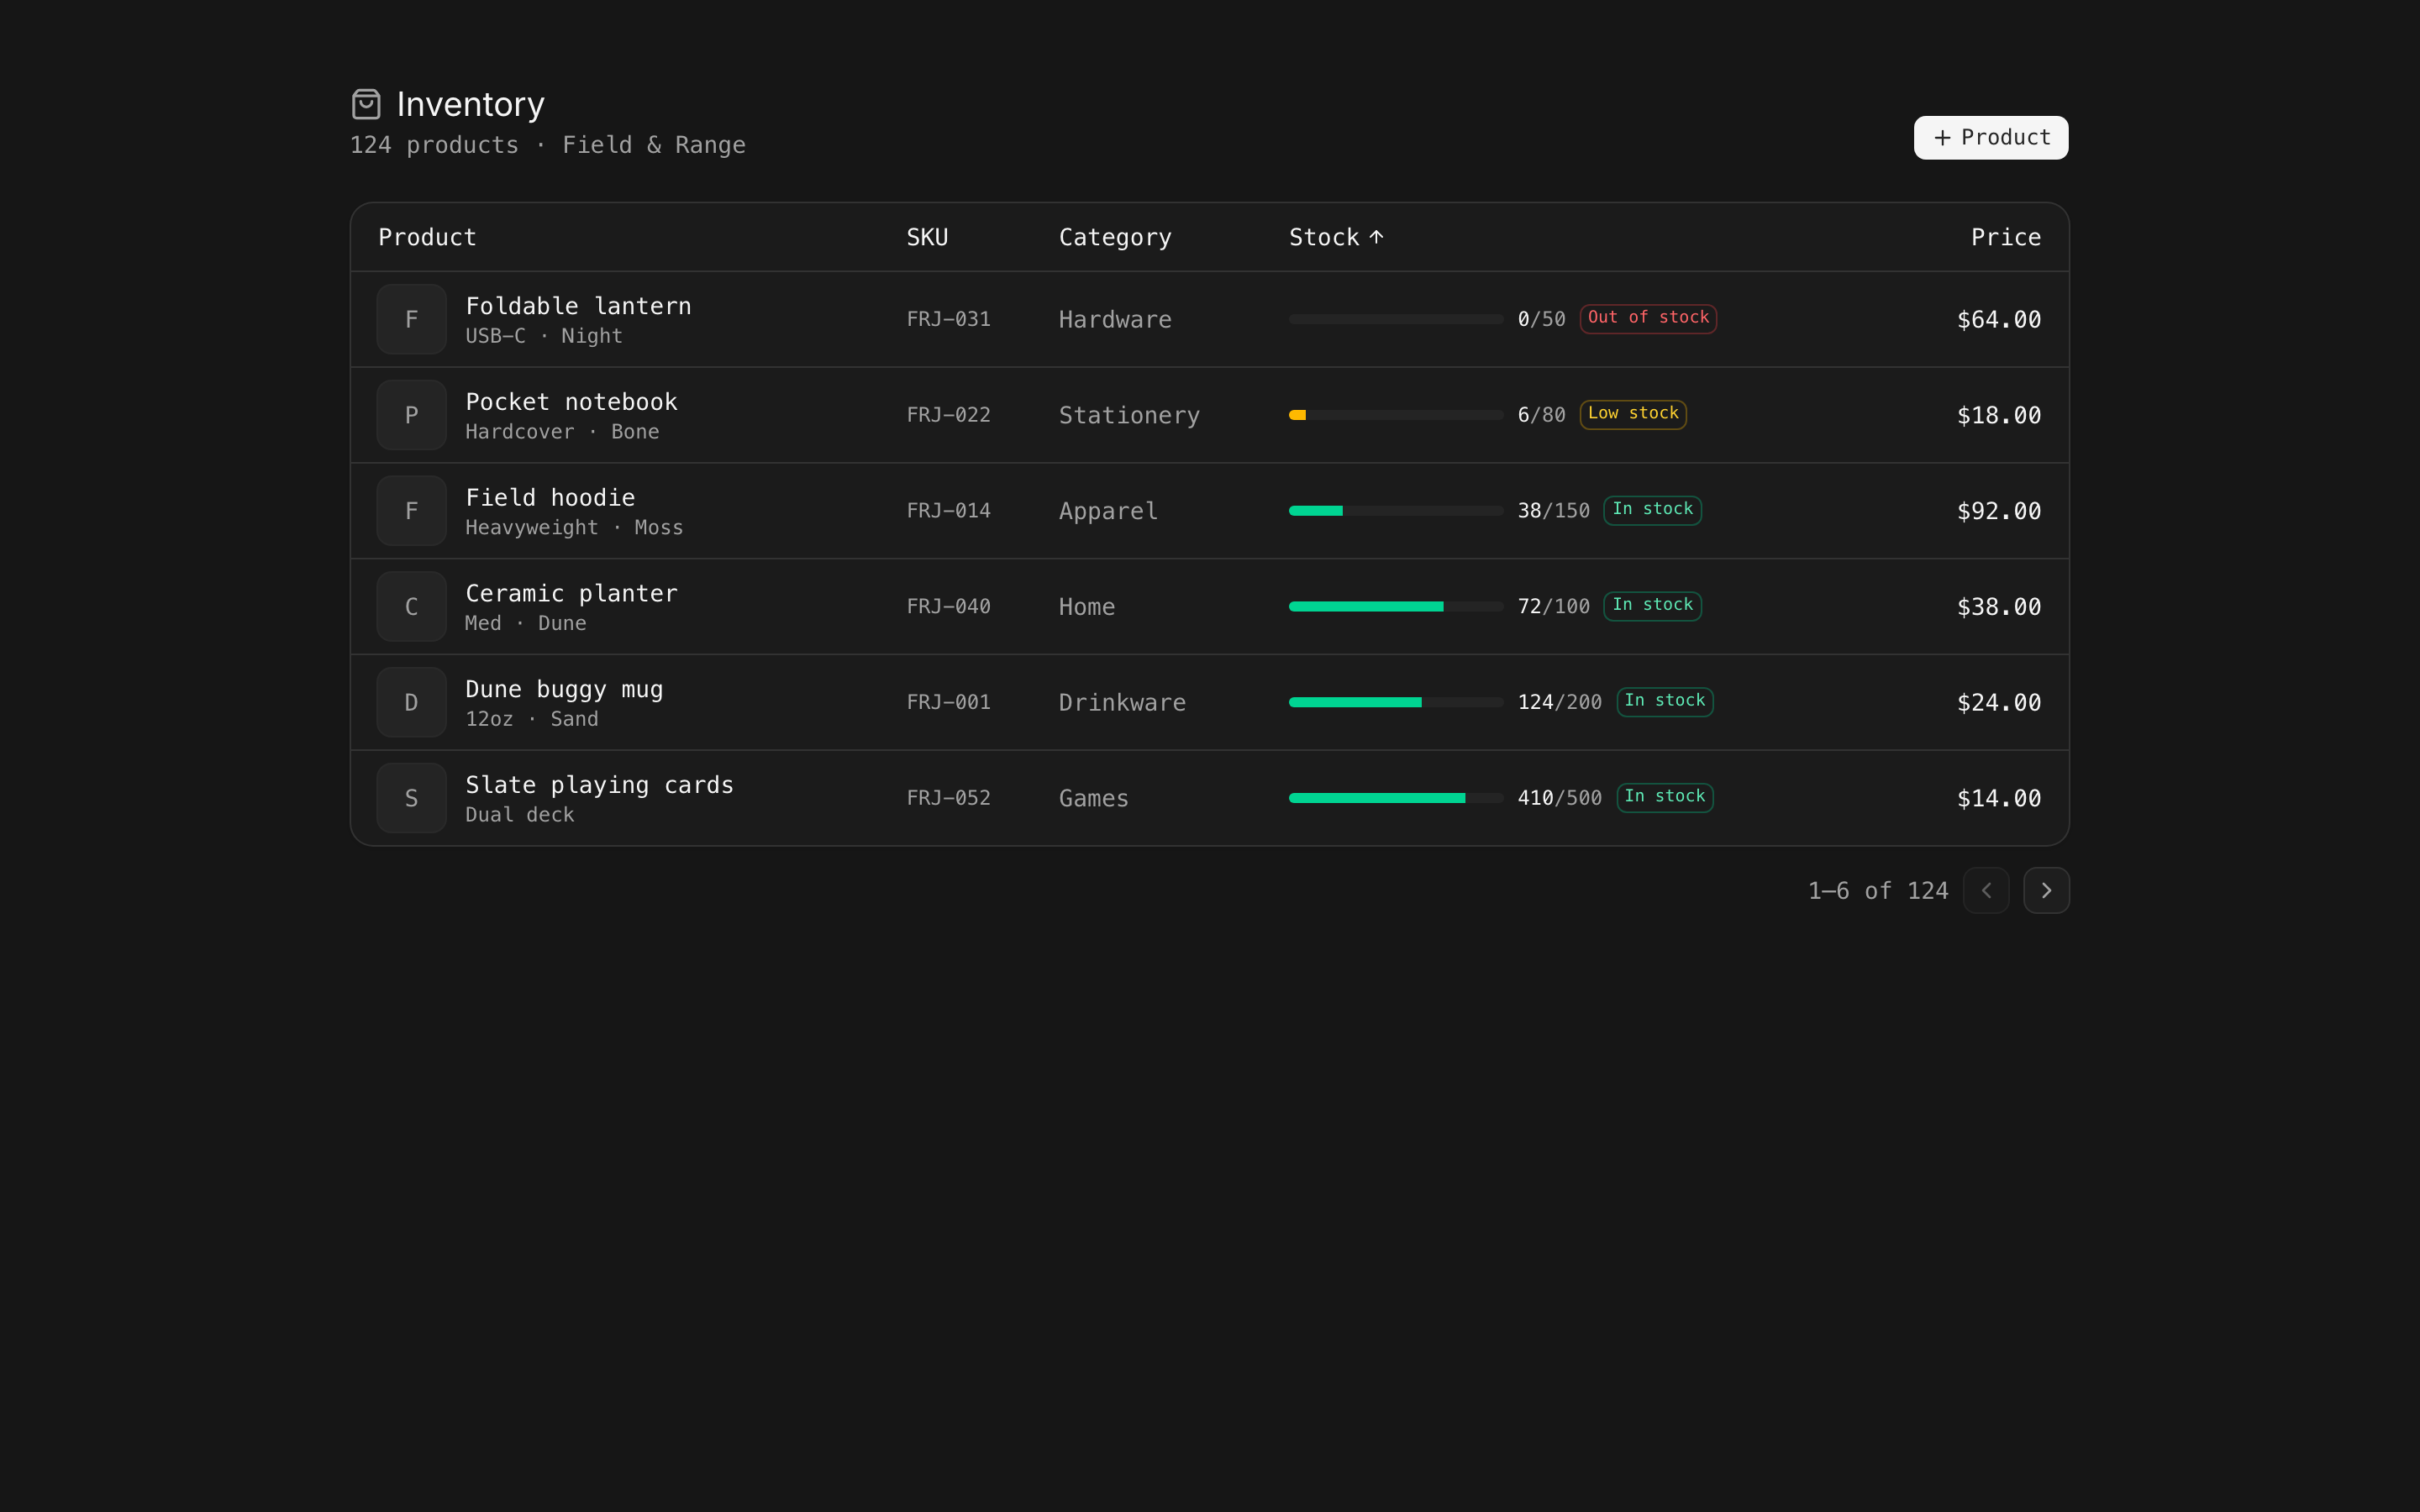 Inventory
124 products · Field & Range
+ Product
Product SKU Category Stock ↑ Price
F Foldable lantern FRJ-031 Hardware 0/50 Out of stock $64.00
USB-C · Night
P Pocket notebook FRJ-022 Stationery 6/80 Low stock $18.00
Hardcover · Bone
F Field hoodie FRJ-014 Apparel 38/150 In stock $92.00
Heavyweight · Moss
C Ceramic planter FRJ-040 Home 72/100 In stock $38.00
Med · Dune
D Dune buggy mug FRJ-001 Drinkware 124/200 In stock $24.00
12oz · Sand
S Slate playing cards FRJ-052 Games 410/500 In stock $14.00
Dual deck
1–6 of 124